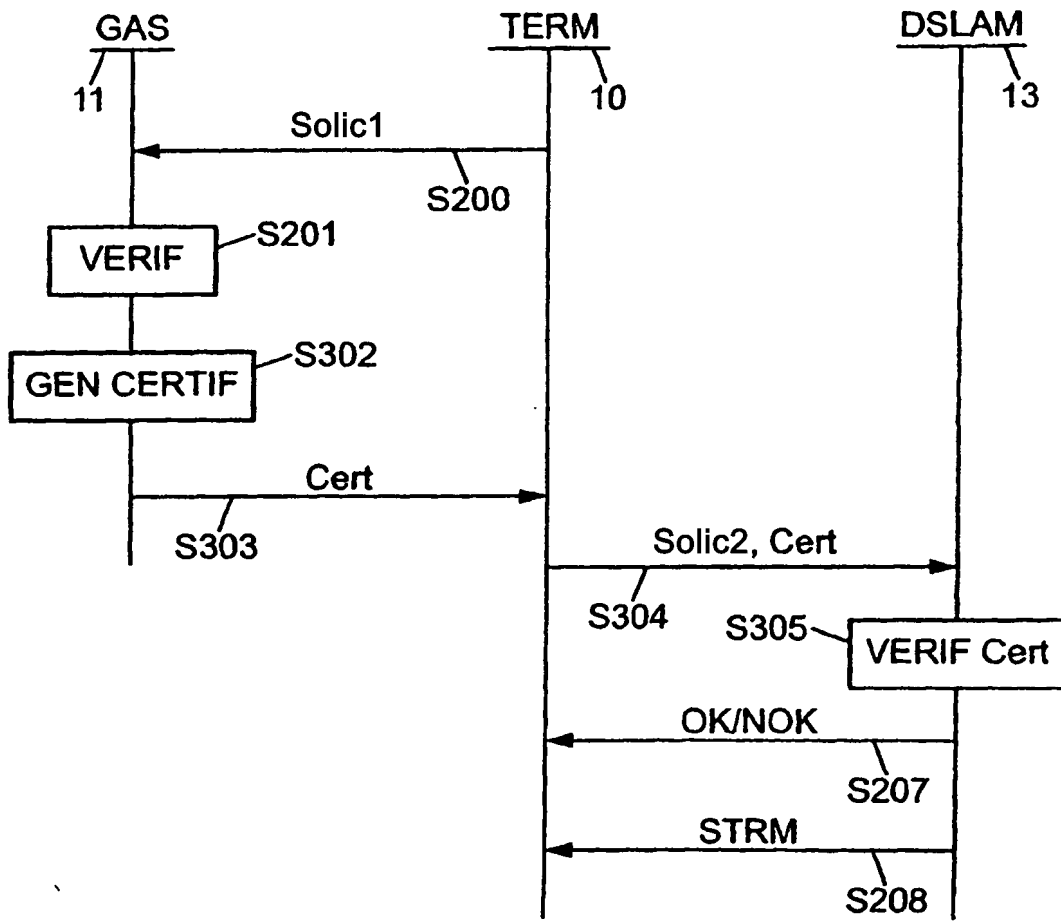 GAS
TERM
DSLAM
11
10
13
Solic1
S200
VERIF
S201
GEN CERTIF
S302
Cert
S303
Solic2, Cert
S304
S305
VERIF Cert
OK/NOK
S207
STRM
S208